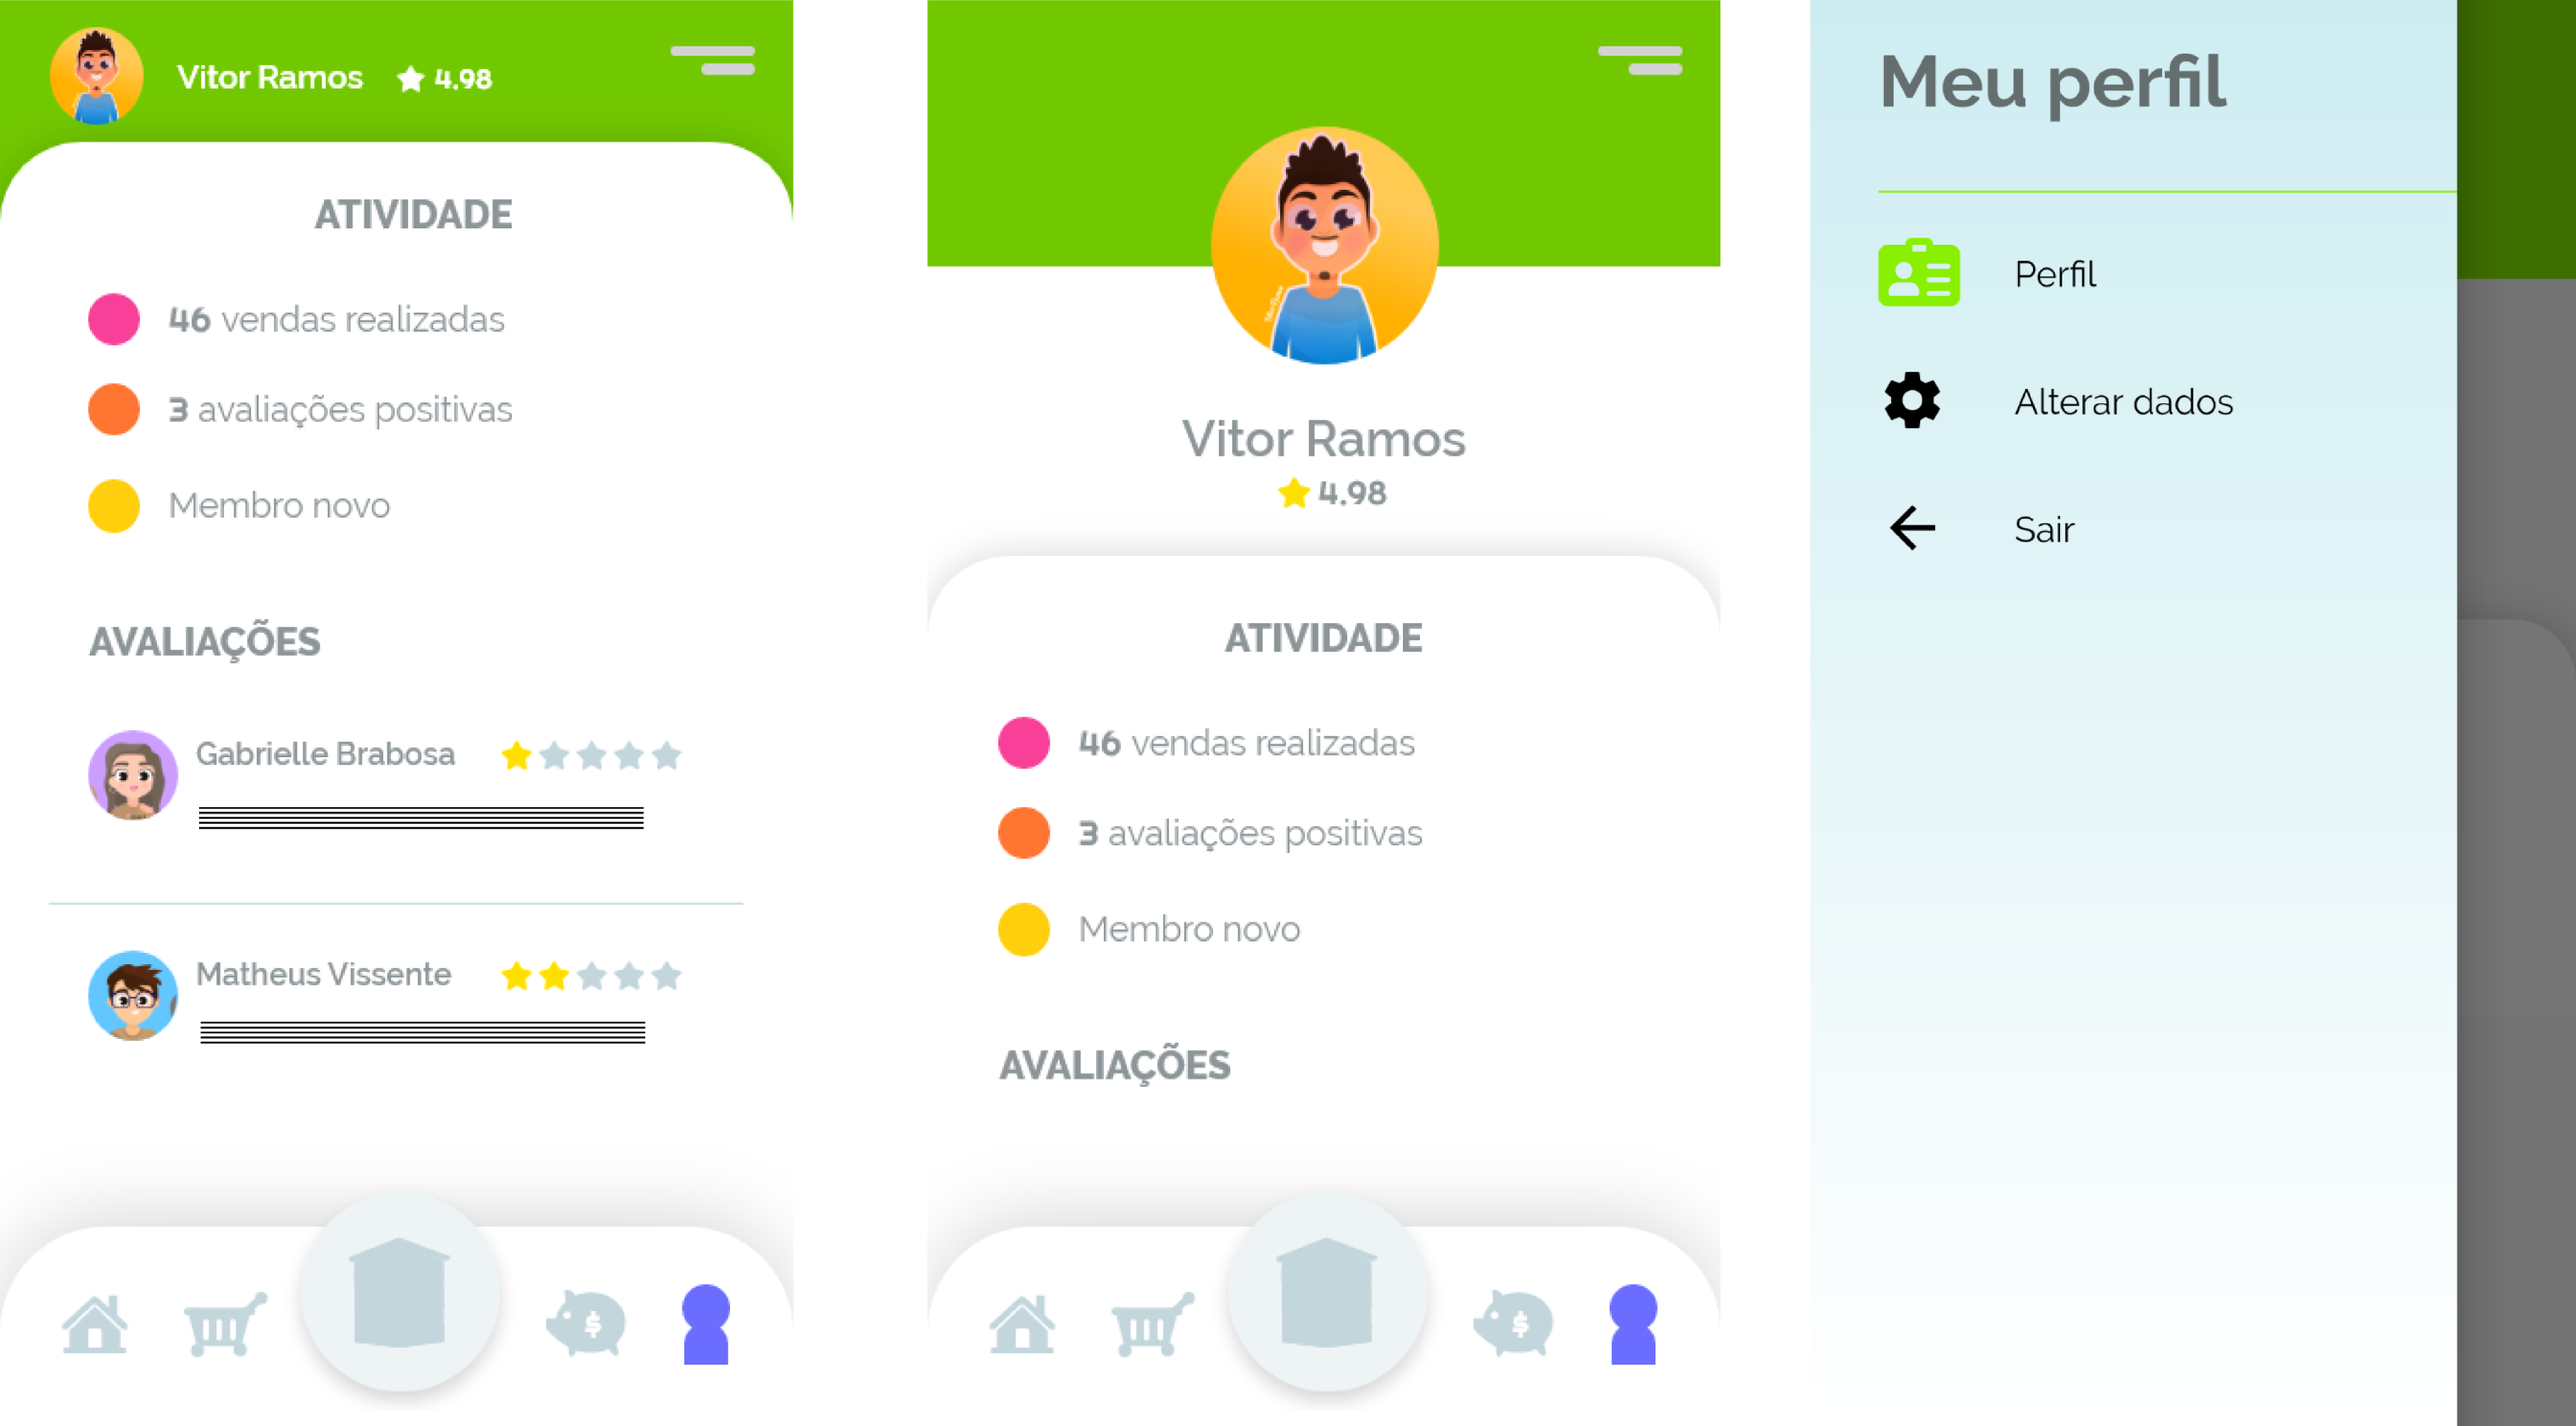 Vitor Ramos 4.98
ATIVIDADE
46 vendas realizadas
3 avaliações positivas
Membro novo
AVALIAÇÕES
Gabrielle Brabosa
Matheus Vissente
$
Vitor Ramos
4.98
ATIVIDADE
46 vendas realizadas
3 avaliações positivas
Membro novo
AVALIAÇÕES
$
Meu perfil
Perfil
Alterar dados
Sair